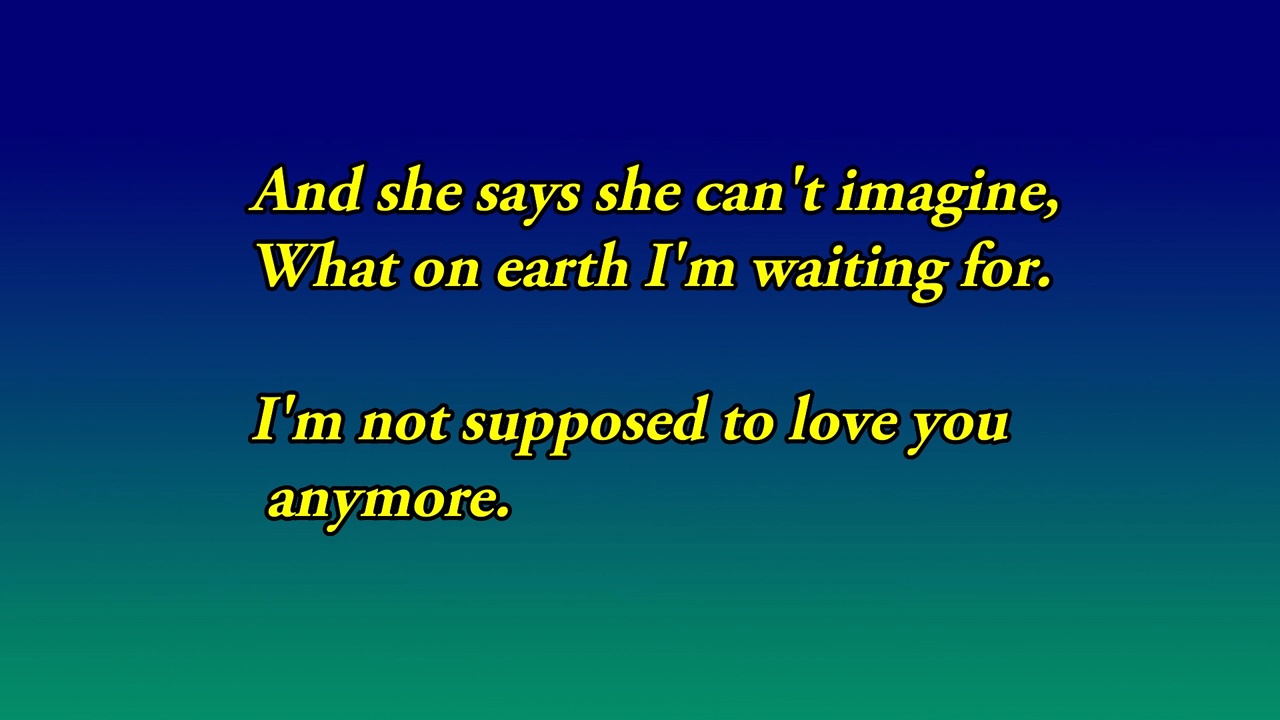 And she says she can't imagine,
What on earth I'm waiting for.
I'm not supposed to love you
anymore.